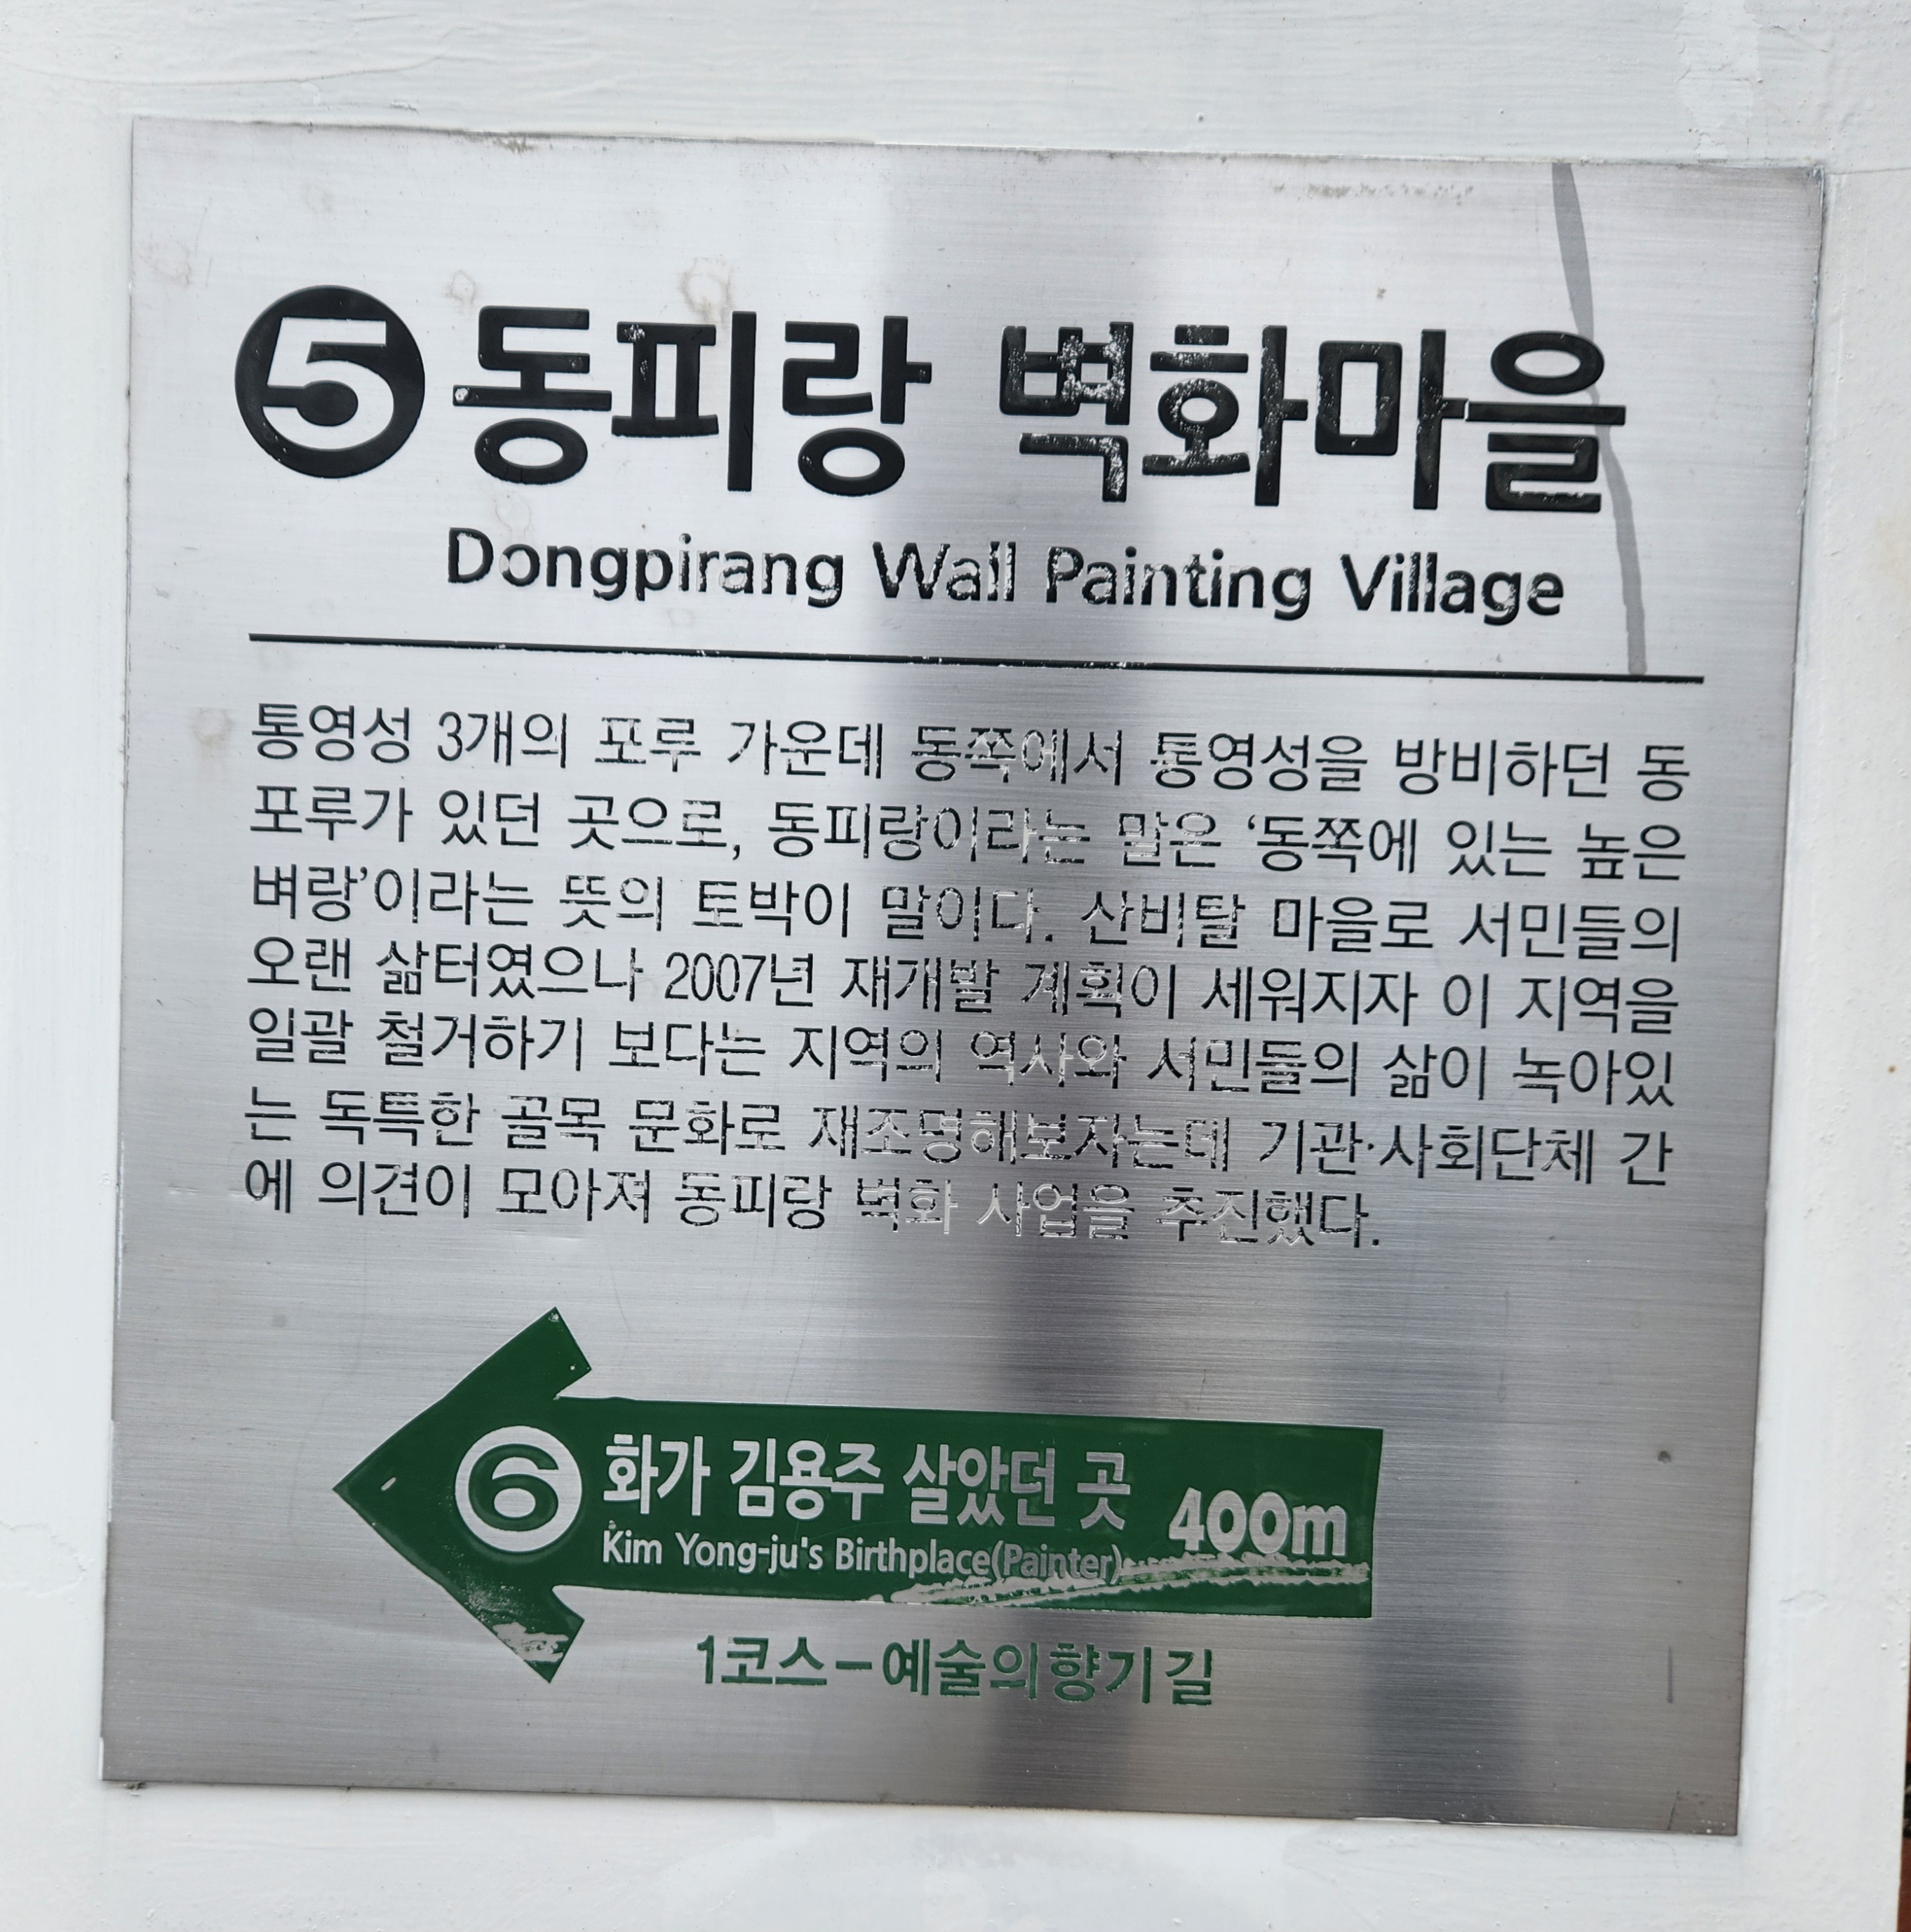 5 동피랑 벽화마을
Dongpirang Wall Painting Village
통영성 3개의 포루 가운데 동쪽에서 통영성을 방비하던 동
포루가 있던 곳으로, 동피랑이라는 말은 ‘동쪽에 있는 높은
벼랑’이라는 뜻의 토박이 말이다. 산비탈 마을로 서민들의
오랜 삶터였으나 2007년 재개발 계획이 세워지자 이 지역을
일괄 철거하기 보다는 지역의 역사와 서민들의 삶이 녹아있
는 독특한 골목 문화로 재조명해보자는데 기관·사회단체 간
에 의견이 모아져 동피랑 벽화 사업을 추진했다.
6 화가 김용주 살았던 곳 400m
Kim Yong-ju's Birthplace(Painter)
1코스-예술의향기길